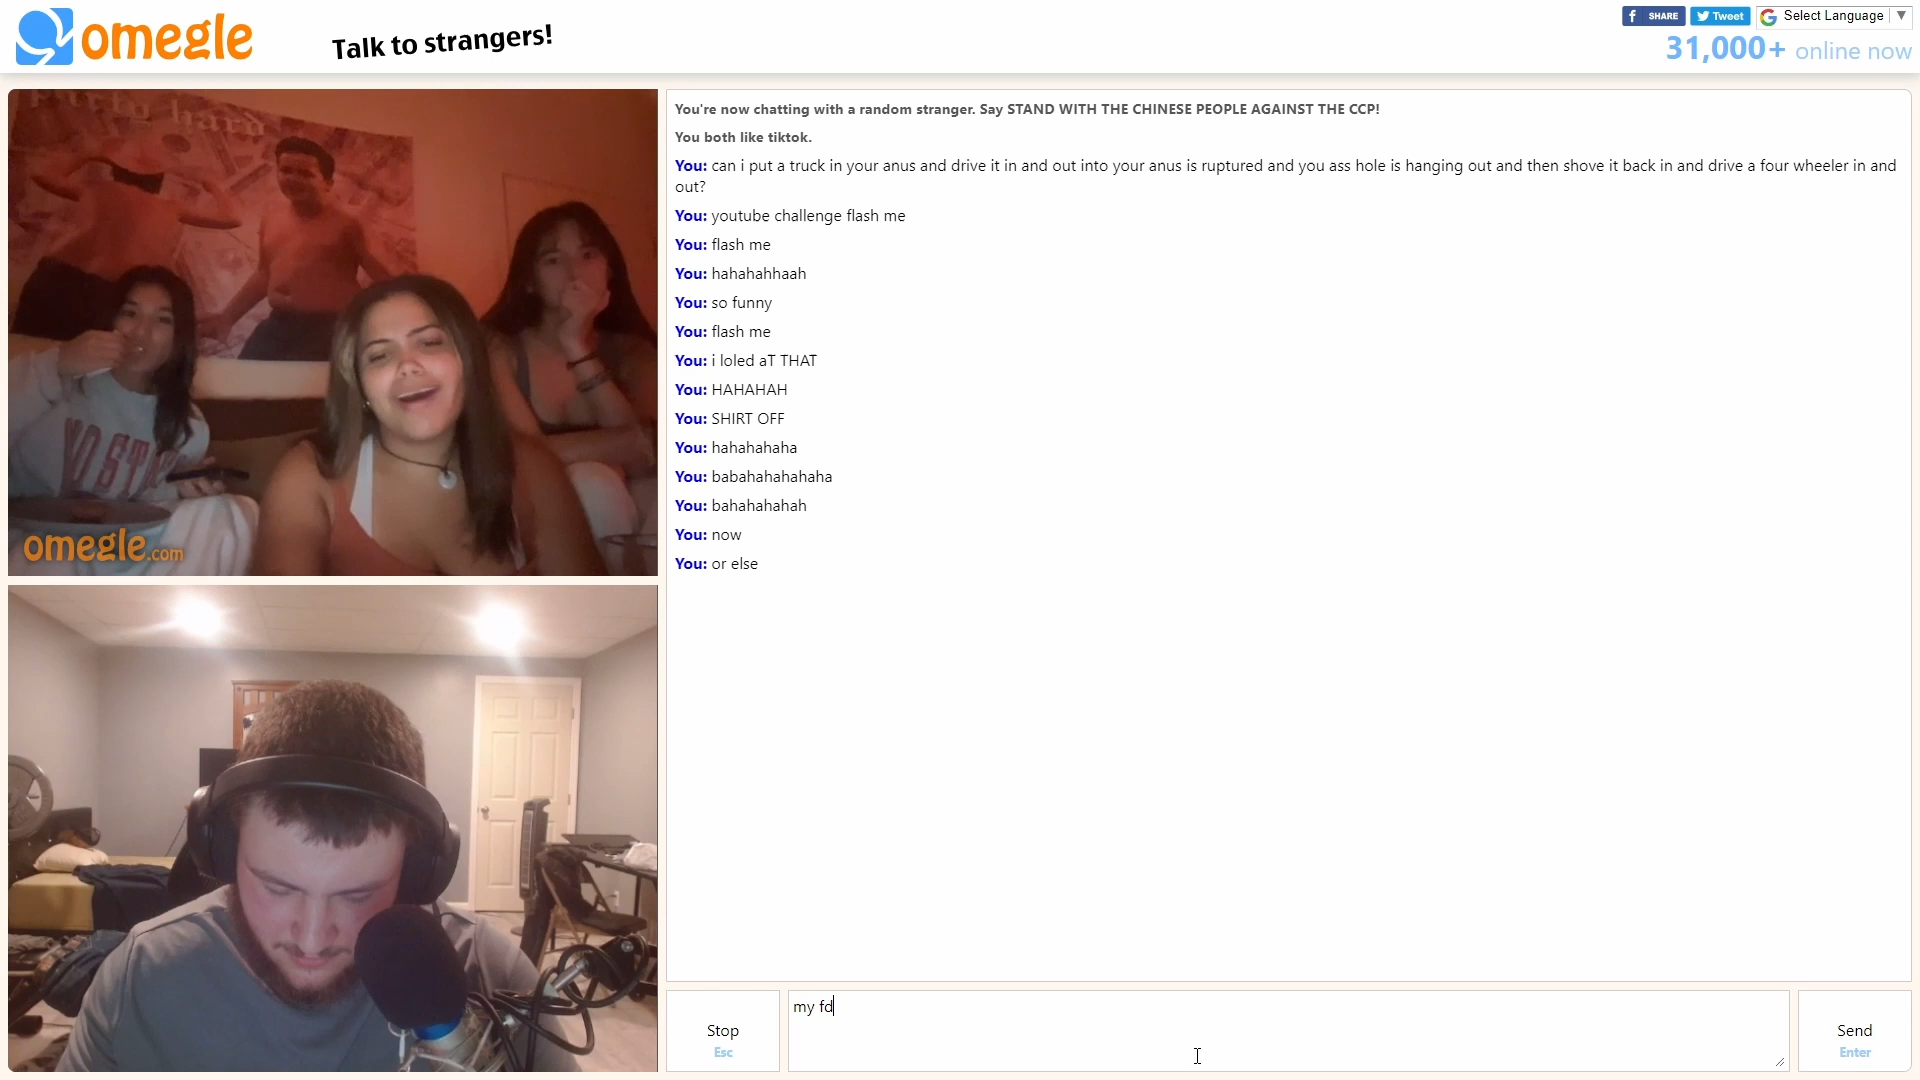 omegle
Talk to strangers!
SHARE
Tweet
Select Language
31,000+ online now
Party hard
You're now chatting with a random stranger. Say STAND WITH THE CHINESE PEOPLE AGAINST THE CCP!
You both like tiktok.
You: can i put a truck in your anus and drive it in and out into your anus is ruptured and you ass hole is hanging out and then shove it back in and drive a four wheeler in and
out?
You: youtube challenge flash me
You: flash me
You: hahahahhaah
You: so funny
You: flash me
You: i loled aT THAT
You: HAHAHAH
You: SHIRT OFF
You: hahahahaha
You: babahahahahaha
You: bahahahahah
You: now
You: or else
omegle.com
Stop
Esc
my fd
Send
Enter